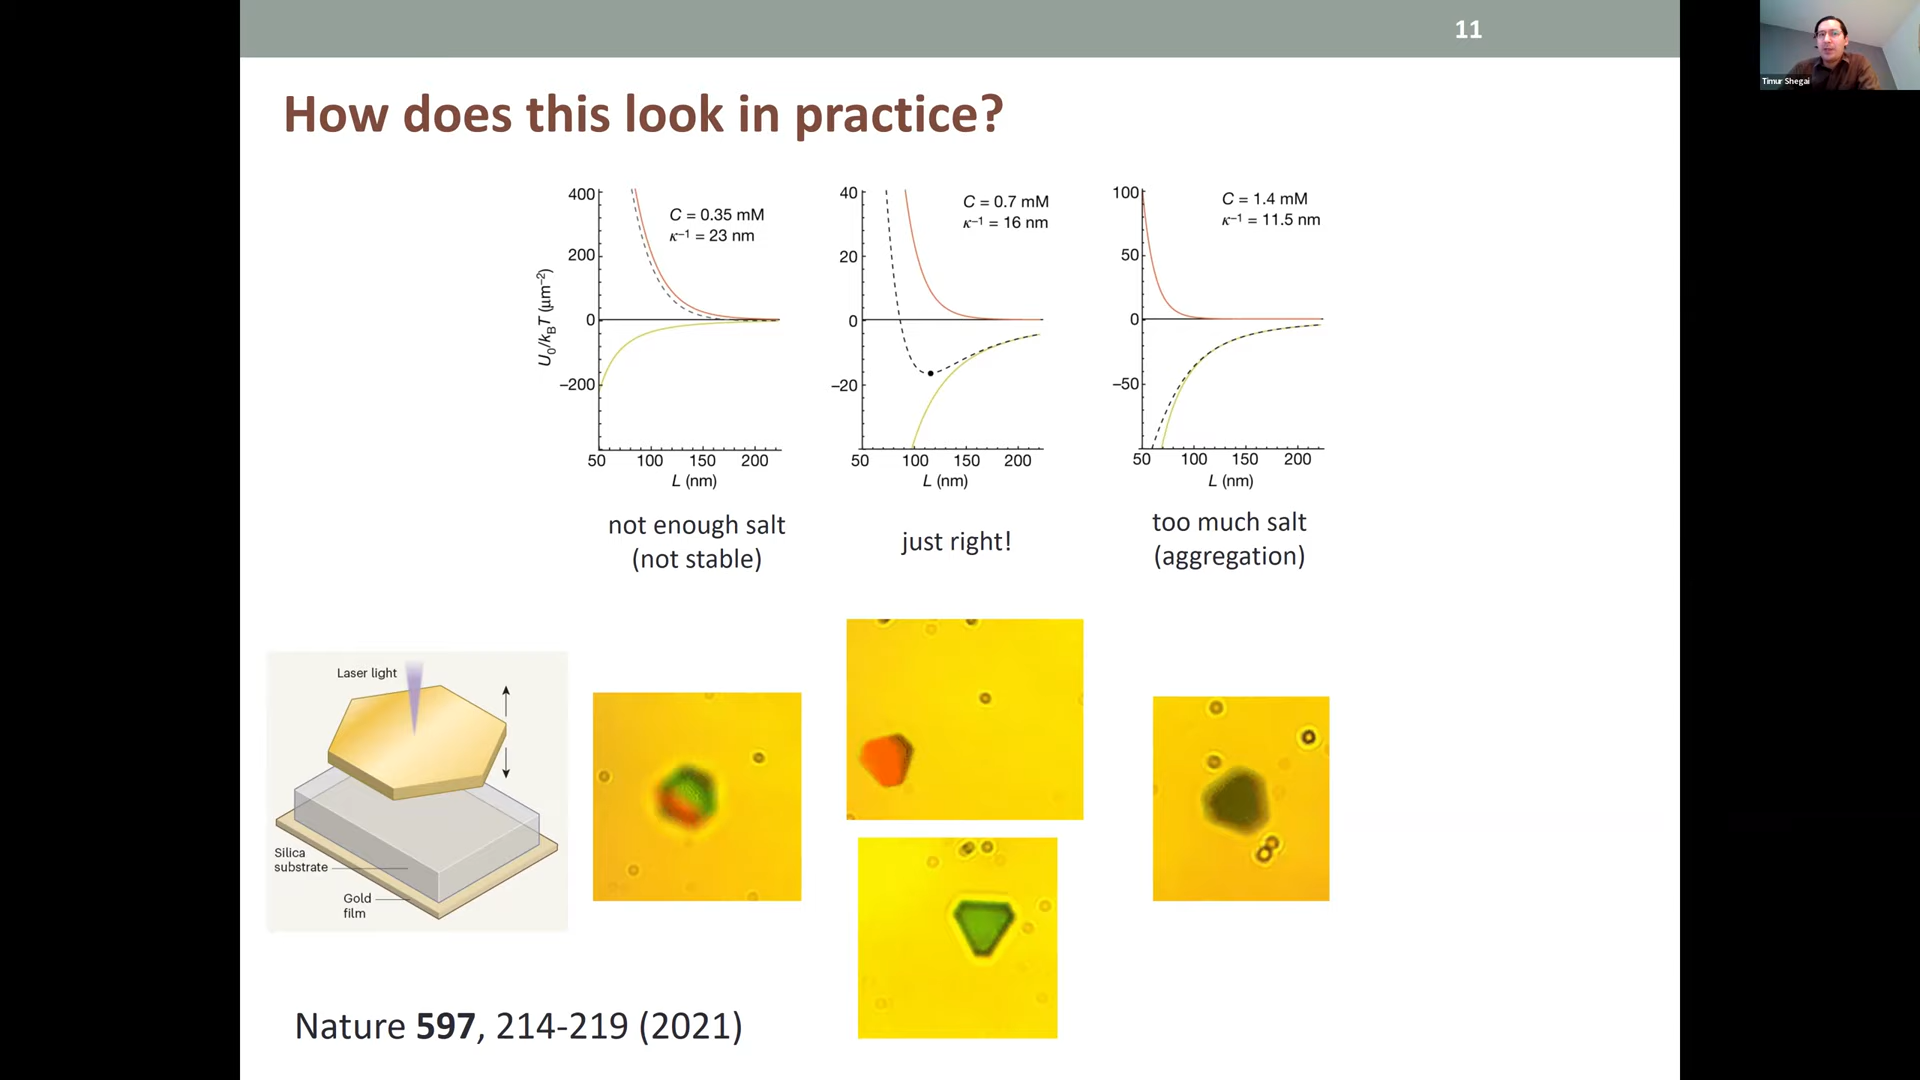 11
Timur Shegai
How does this look in practice?
400
200
0
−200
U₀/k_BT (μm⁻²)
C = 0.35 mM
κ⁻¹ = 23 nm
50 100 150 200
L (nm)
40
20
0
−20
C = 0.7 mM
κ⁻¹ = 16 nm
50 100 150 200
L (nm)
100
50
0
−50
C = 1.4 mM
κ⁻¹ = 11.5 nm
50 100 150 200
L (nm)
not enough salt
(not stable)
just right!
too much salt
(aggregation)
Laser light
Silica
substrate
Gold
film
Nature 597, 214-219 (2021)